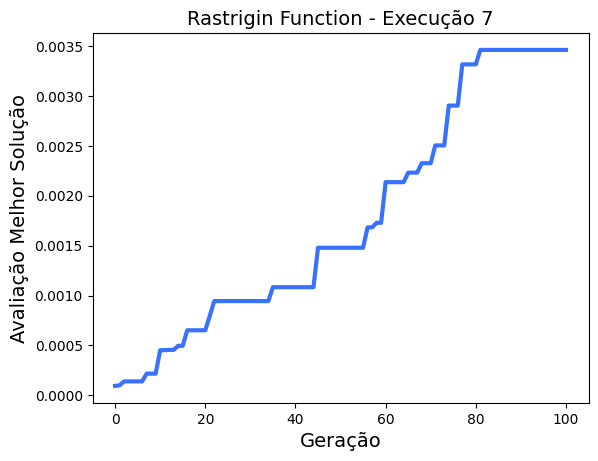 Rastrigin Function - Execução 7
Avaliação Melhor Solução
0.0035
0.0030
0.0025
0.0020
0.0015
0.0010
0.0005
0.0000
0 20 40 60 80 100
Geração